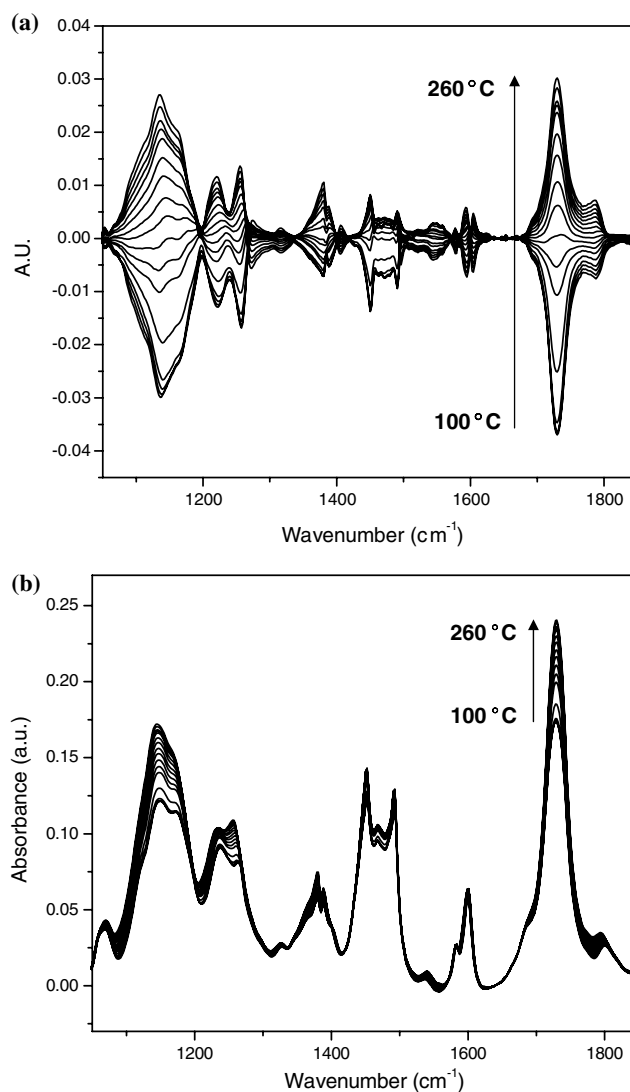 (a)
0.04
0.03
0.02
0.01
0.00
-0.01
-0.02
-0.03
-0.04
A.U.
260 °C
100 °C
1200
1400
1600
1800
Wavenumber (cm-1)
(b)
0.25
0.20
0.15
0.10
0.05
0.00
Absorbance (a.u.)
260 °C
100 °C
1200
1400
1600
1800
Wavenumber (cm-1)